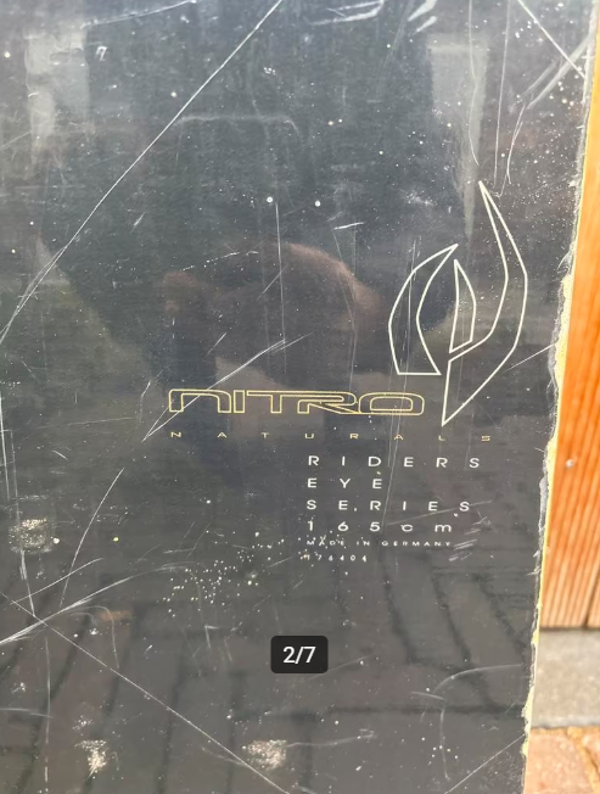 NITRO
NATURALS
RIDERS
EYE
SERIES
165cm
MADE IN GERMANY
2/7